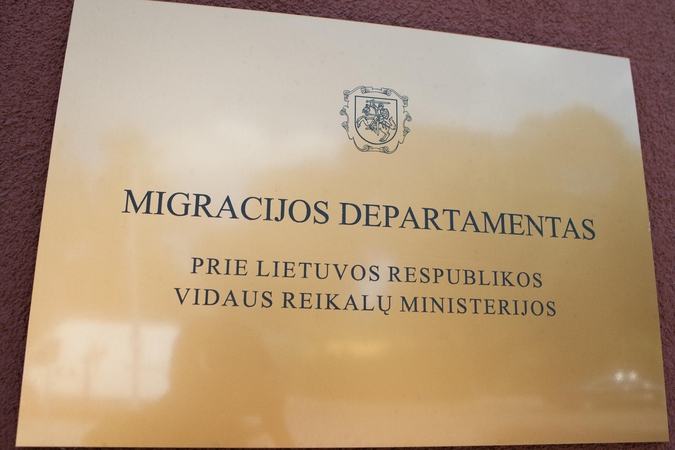 MIGRACIJOS DEPARTAMENTAS
PRIE LIETUVOS RESPUBLIKOS
VIDAUS REIKALŲ MINISTERIJOS